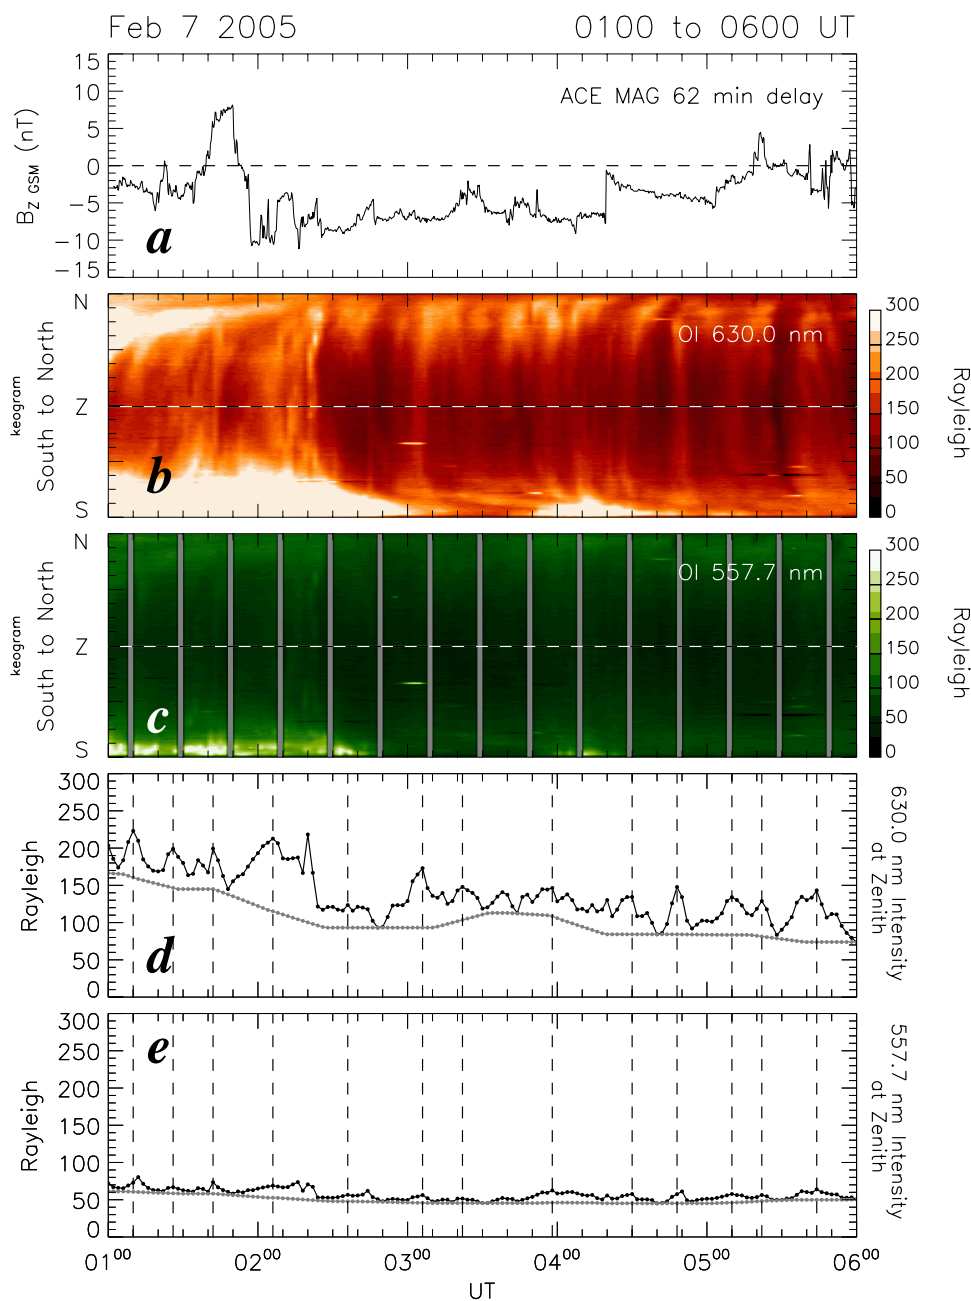 Feb 7 2005 0100 to 0600 UT
15
10
5
0
−5
−10
−15
B_Z GSM (nT)
ACE MAG 62 min delay
a
N
Z
S
keogram
South to North
OI 630.0 nm
b
300
250
200
150
100
50
0
Rayleigh
N
Z
S
keogram
South to North
OI 557.7 nm
c
300
250
200
150
100
50
0
Rayleigh
300
250
200
150
100
50
0
Rayleigh
d
630.0 nm Intensity
at Zenith
300
250
200
150
100
50
0
Rayleigh
e
557.7 nm Intensity
at Zenith
01⁰⁰ 02⁰⁰ 03⁰⁰ 04⁰⁰ 05⁰⁰ 06⁰⁰
UT